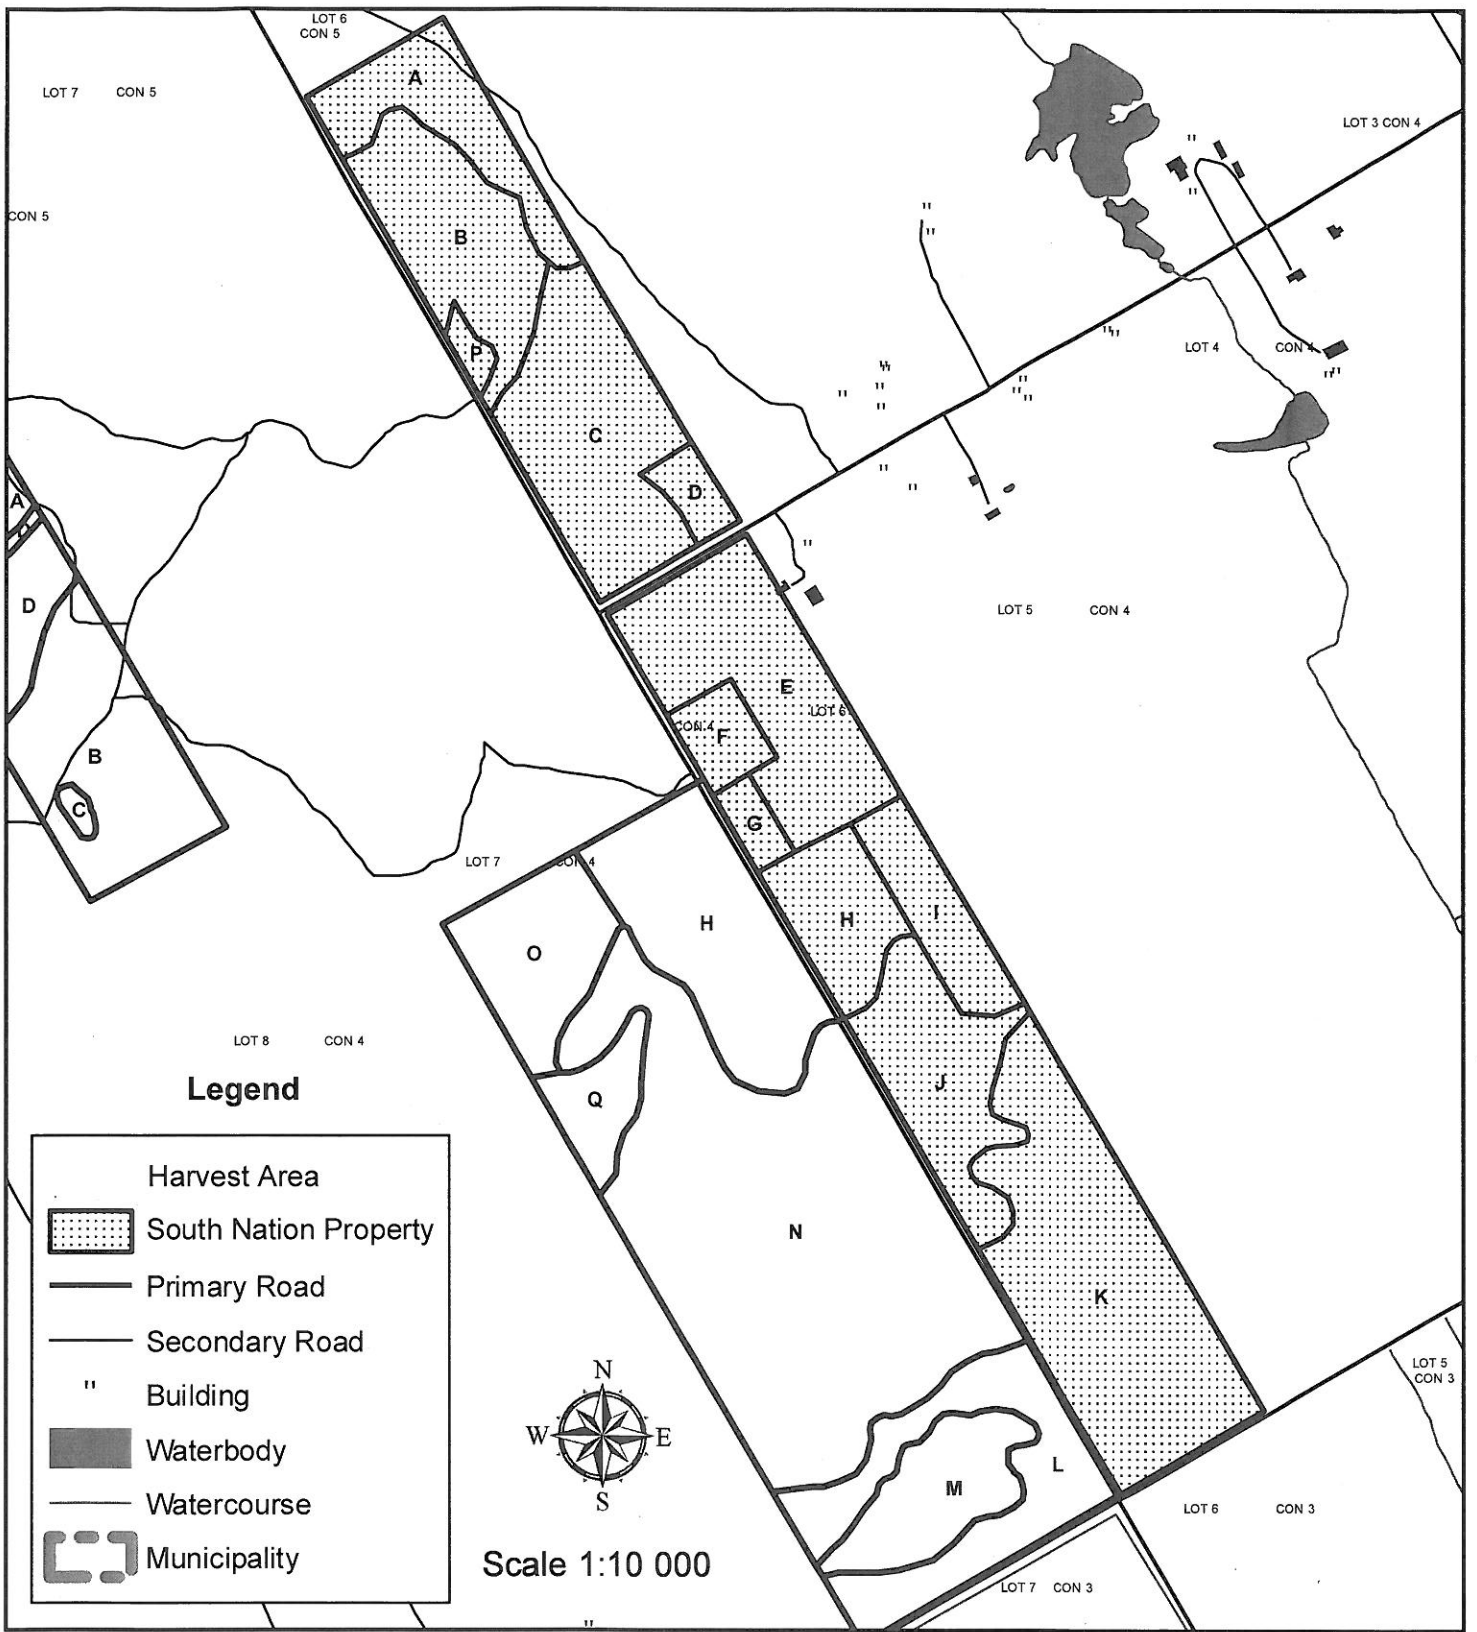 LOT 6
CON 5
LOT 7 CON 5
A
LOT 3 CON 4
CON 5
B
P
LOT 4 CON 4
C
D
A
C
D
LOT 5 CON 4
E
LOT 6
CON 4
F
B
C
G
LOT 7 CON 4
H
H
I
O
LOT 8 CON 4
J
Q
N
K
Legend
Harvest Area
South Nation Property
Primary Road
Secondary Road
" Building
Waterbody
Watercourse
Municipality
N
W E
S
Scale 1:10 000
LOT 5
CON 3
L
M
LOT 6 CON 3
LOT 7 CON 3